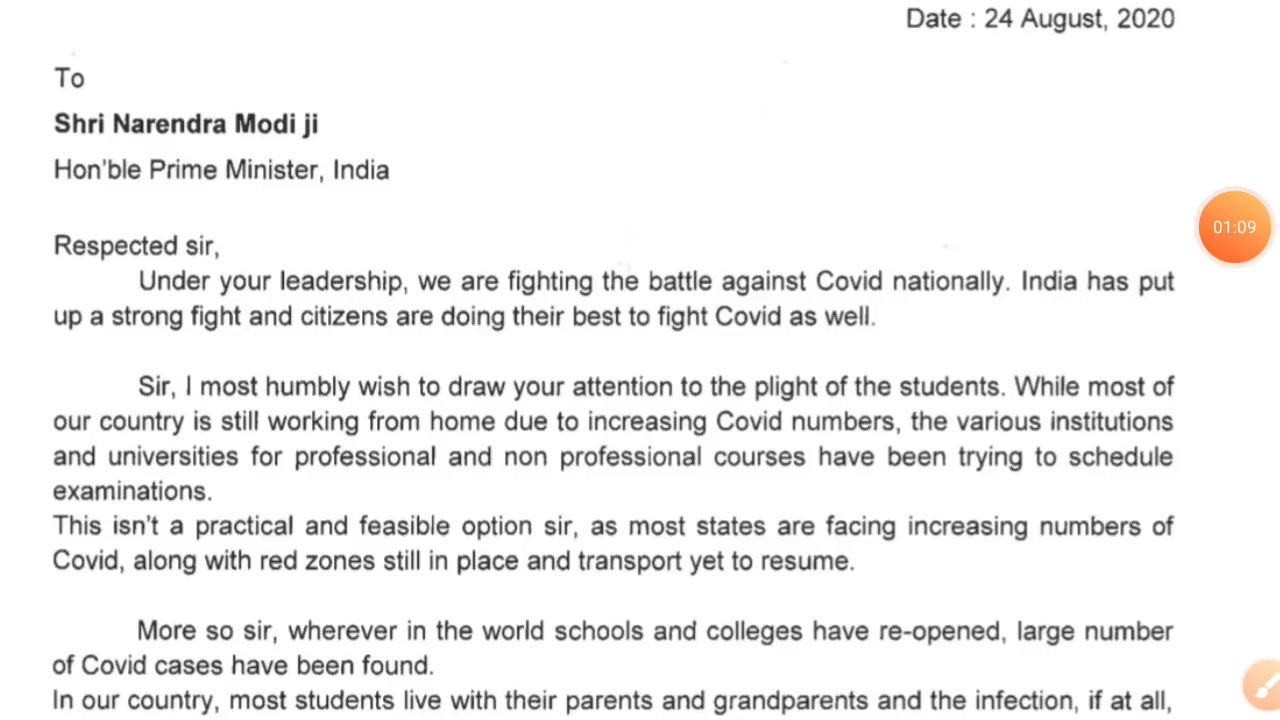 Date : 24 August, 2020
To
Shri Narendra Modi ji
Hon'ble Prime Minister, India
Respected sir,
Under your leadership, we are fighting the battle against Covid nationally. India has put
up a strong fight and citizens are doing their best to fight Covid as well.
01:09
Sir, I most humbly wish to draw your attention to the plight of the students. While most of
our country is still working from home due to increasing Covid numbers, the various institutions
and universities for professional and non professional courses have been trying to schedule
examinations.
This isn't a practical and feasible option sir, as most states are facing increasing numbers of
Covid, along with red zones still in place and transport yet to resume.
More so sir, wherever in the world schools and colleges have re-opened, large number
of Covid cases have been found.
In our country, most students live with their parents and grandparents and the infection, if at all,